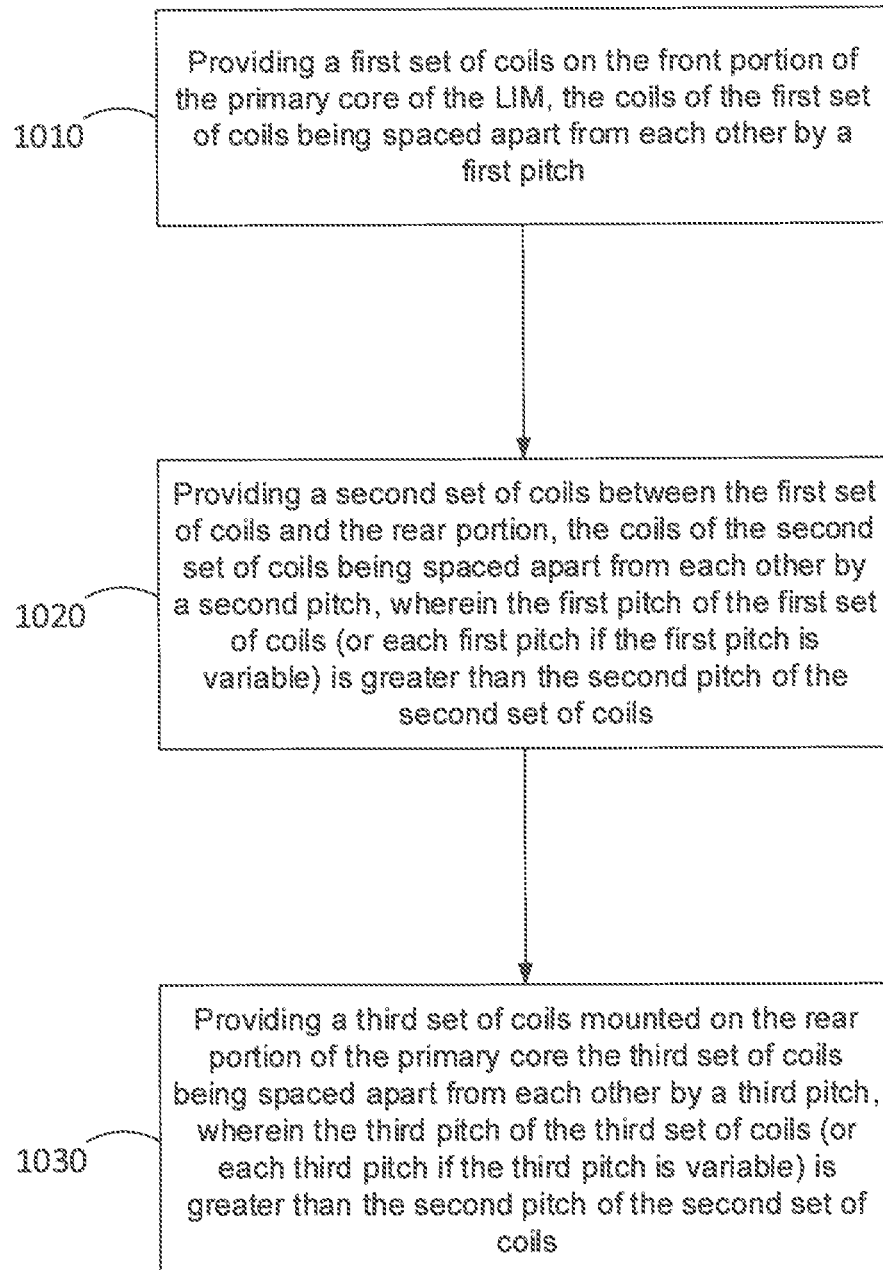 Providing a first set of coils on the front portion of
the primary core of the LIM, the coils of the first set
of coils being spaced apart from each other by a
first pitch
1010
Providing a second set of coils between the first set
of coils and the rear portion, the coils of the second
set of coils being spaced apart from each other by
a second pitch, wherein the first pitch of the first set
of coils (or each first pitch if the first pitch is
variable) is greater than the second pitch of the
second set of coils
1020
Providing a third set of coils mounted on the rear
portion of the primary core the third set of coils
being spaced apart from each other by a third pitch,
wherein the third pitch of the third set of coils (or
each third pitch if the third pitch is variable) is
greater than the second pitch of the second set of
coils
1030